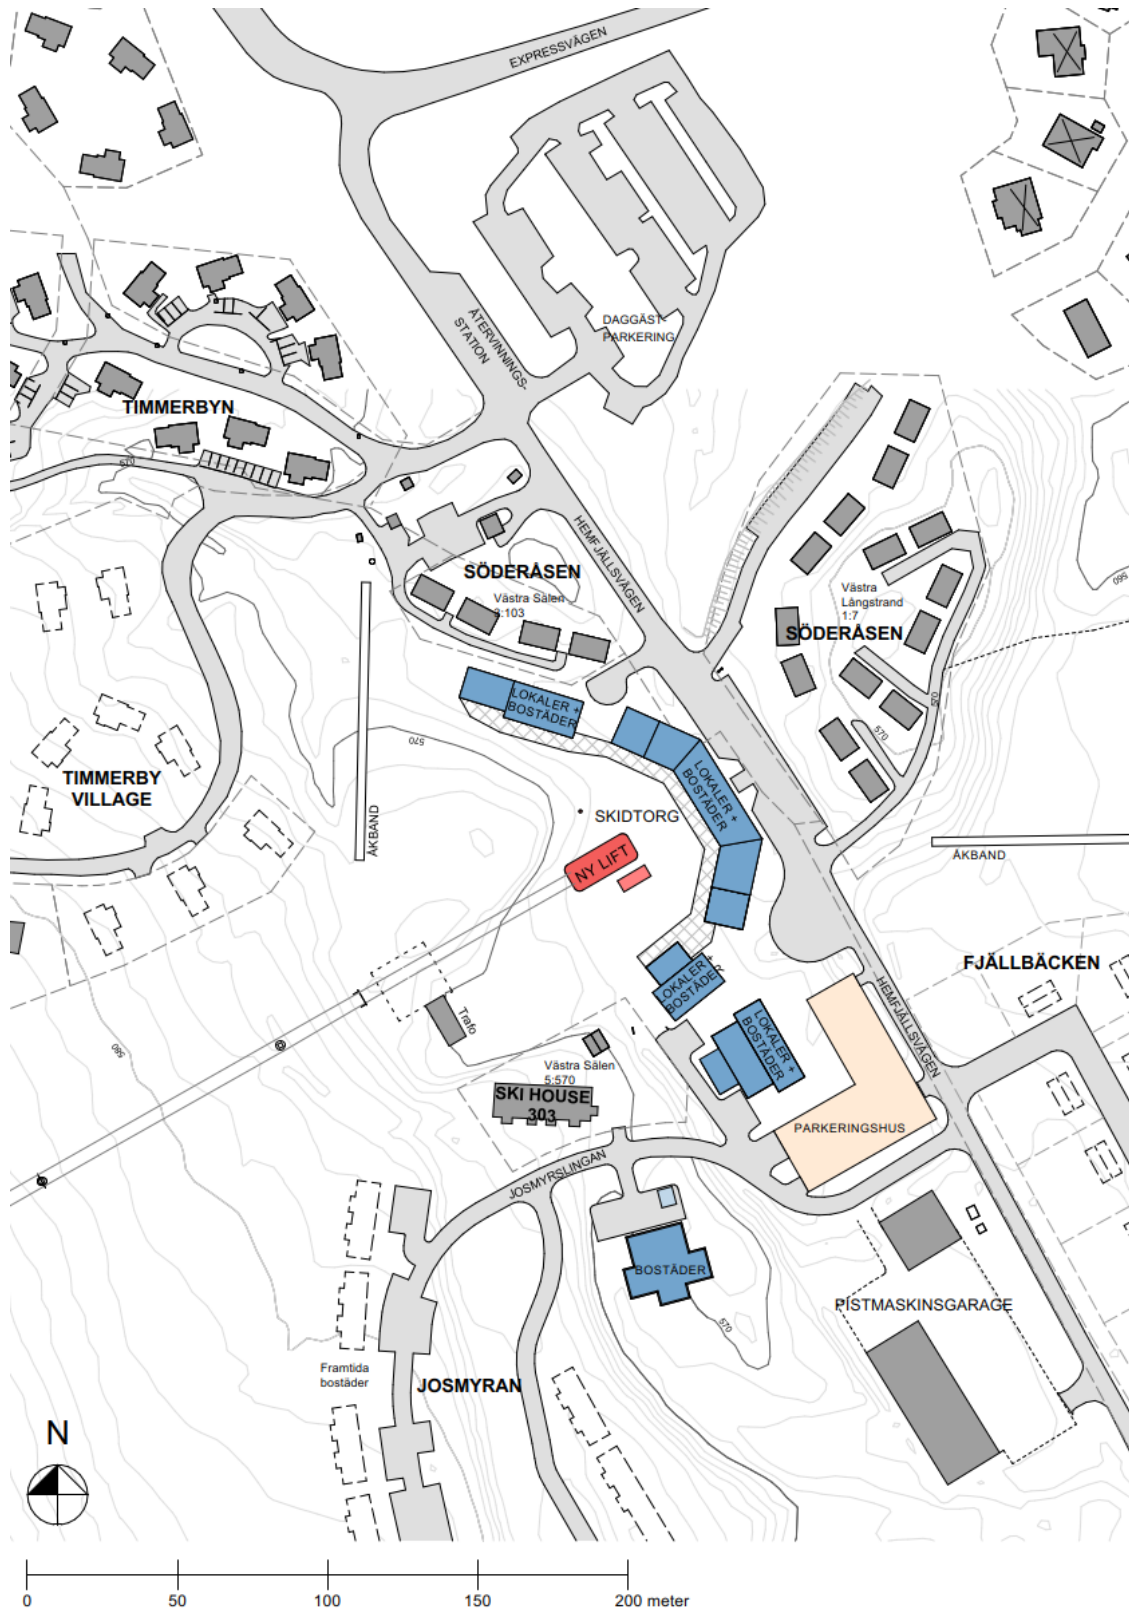 EXPRESSVÄGEN
ÅTERVINNINGS-
STATION
DAGGÄST-
PARKERING
TIMMERBYN
570
HEMFJÄLLSVÄGEN
SÖDERÅSEN
Västra Sälen
3:103
Västra
Långstrand
1:7
SÖDERÅSEN
560
570
570
LOKALER +
BOSTÄDER
570
TIMMERBY
VILLAGE
ÅKBAND
LOKALER +
BOSTÄDER
SKIDTORG
NY LIFT
ÅKBAND
FJÄLLBÄCKEN
LOKALER +
BOSTÄDER
HEMFJÄLLSVÄGEN
Trafo
580
LOKALER +
BOSTÄDER
Västra Sälen
5:570
SKI HOUSE
303
PARKERINGSHUS
JOSMYRSLINGAN
BOSTÄDER
PISTMASKINSGARAGE
570
Framtida
bostäder
JOSMYRAN
N
0 50 100 150 200 meter